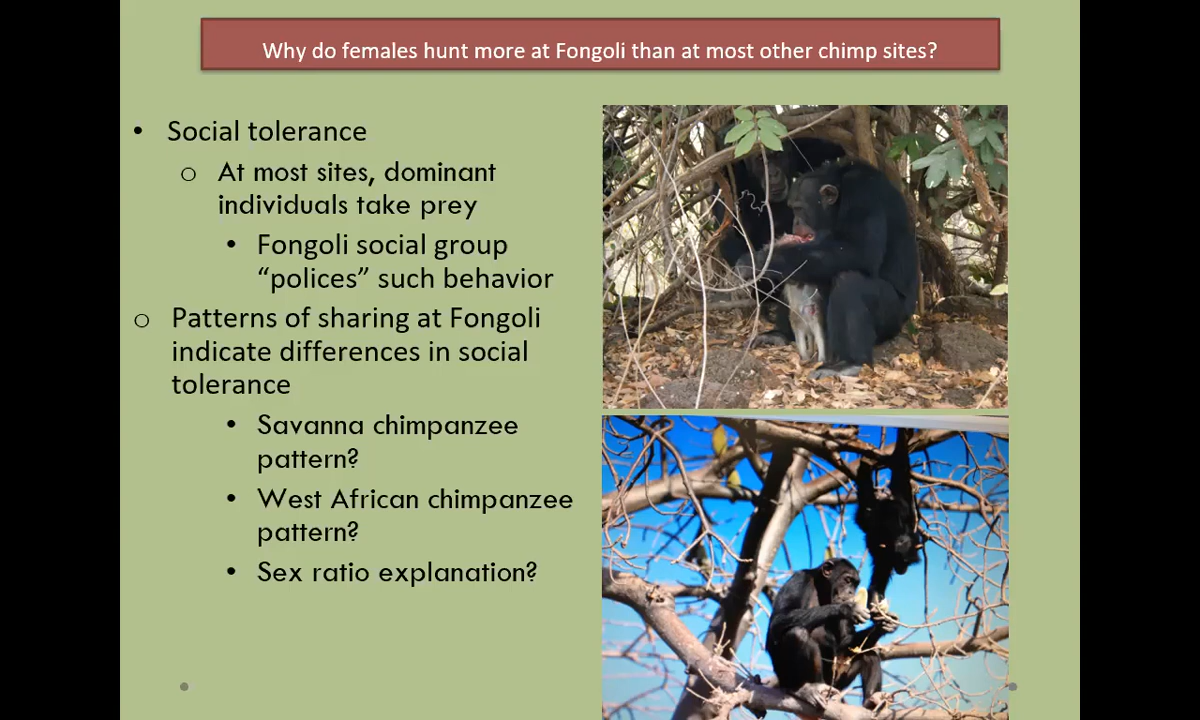 Why do females hunt more at Fongoli than at most other chimp sites?
• Social tolerance
o At most sites, dominant
individuals take prey
• Fongoli social group
“polices” such behavior
o Patterns of sharing at Fongoli
indicate differences in social
tolerance
• Savanna chimpanzee
pattern?
• West African chimpanzee
pattern?
• Sex ratio explanation?